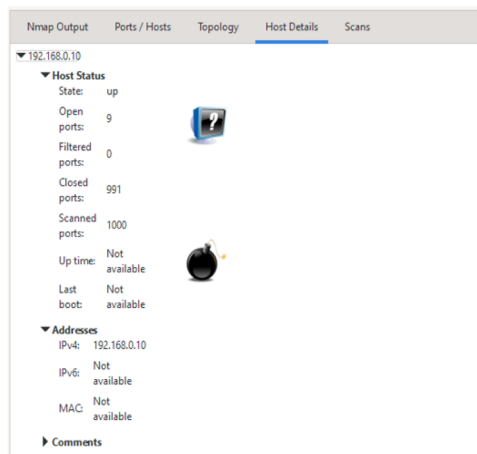 Nmap Output Ports / Hosts Topology Host Details Scans
192.168.0.10
Host Status
State: up
Open
ports: 9
Filtered
ports: 0
Closed
ports: 991
Scanned
ports: 1000
Up time: Not
available
Last Not
boot: available
Addresses
IPv4: 192.168.0.10
IPv6: Not
available
MAC: Not
available
Comments